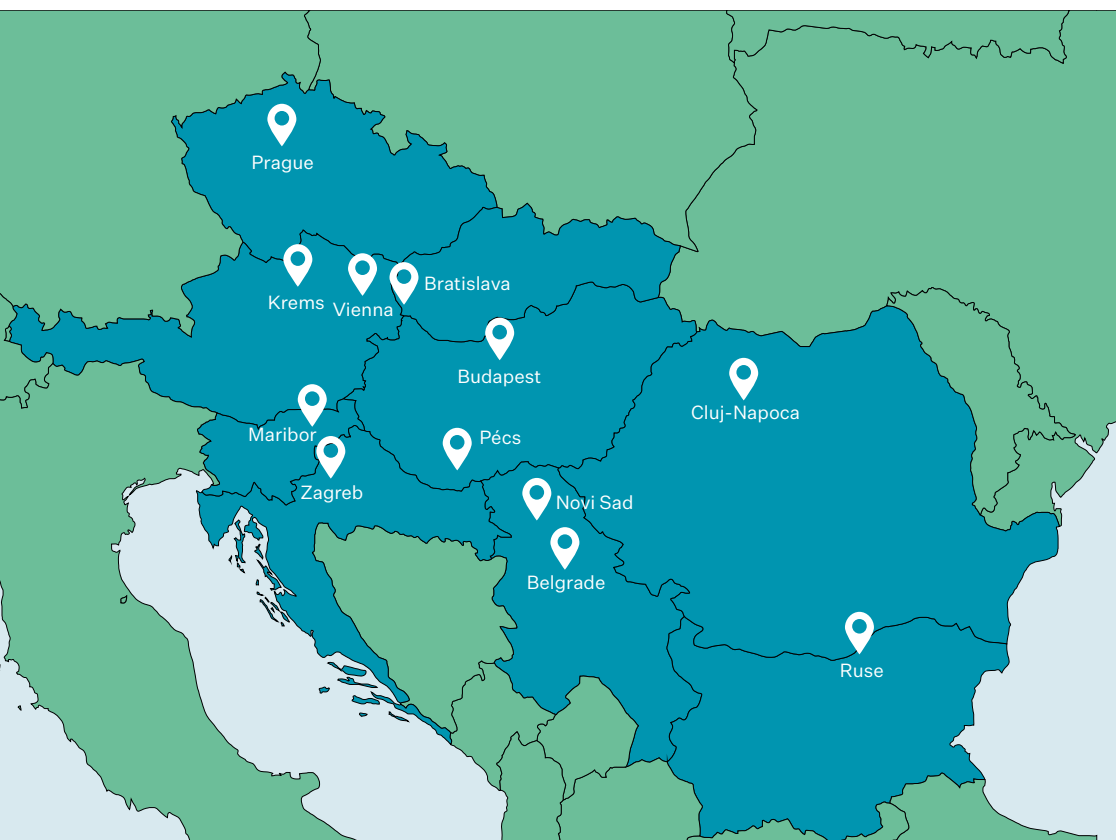 Prague
Bratislava
Krems
Vienna
Budapest
Cluj-Napoca
Maribor
Pécs
Zagreb
Novi Sad
Belgrade
Ruse